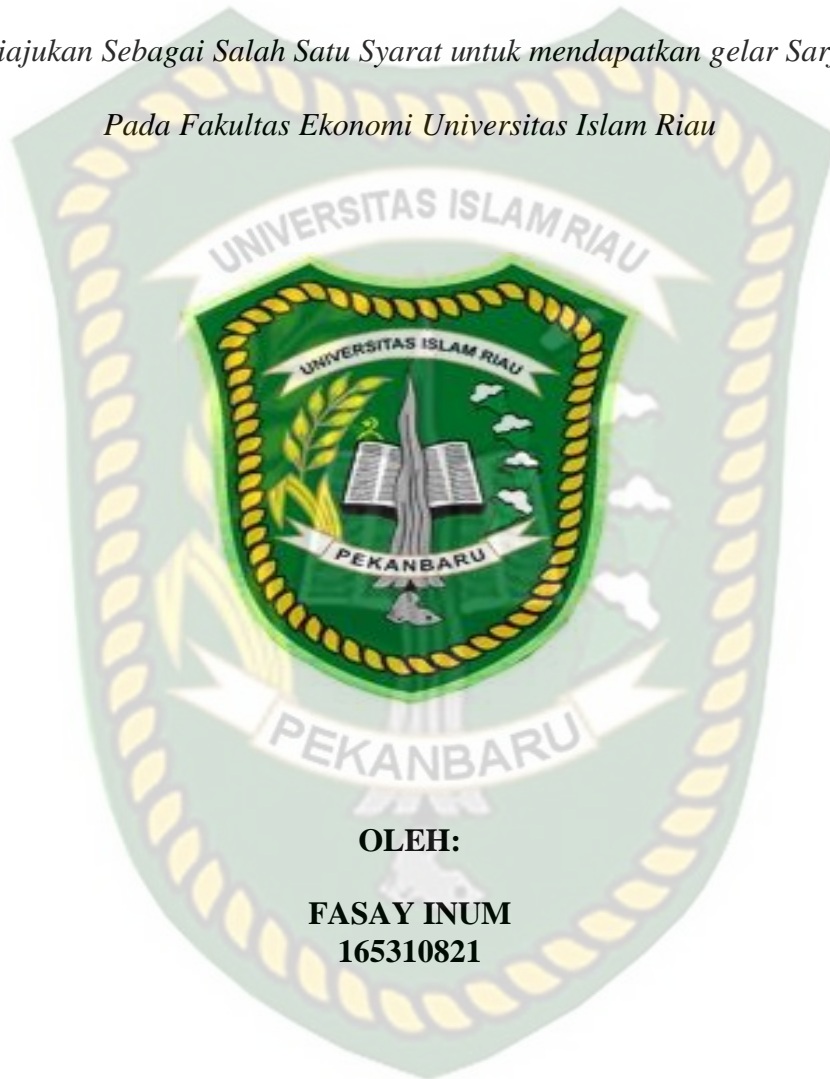 iajukan Sebagai Salah Satu Syarat untuk mendapatkan gelar Sarj
Pada Fakultas Ekonomi Universitas Islam Riau
UNIVERSITAS ISLAM RIAU
UNIVERSITAS ISLAM RIAU
PEKANBARU
PEKANBARU
OLEH:
FASAY INUM
165310821